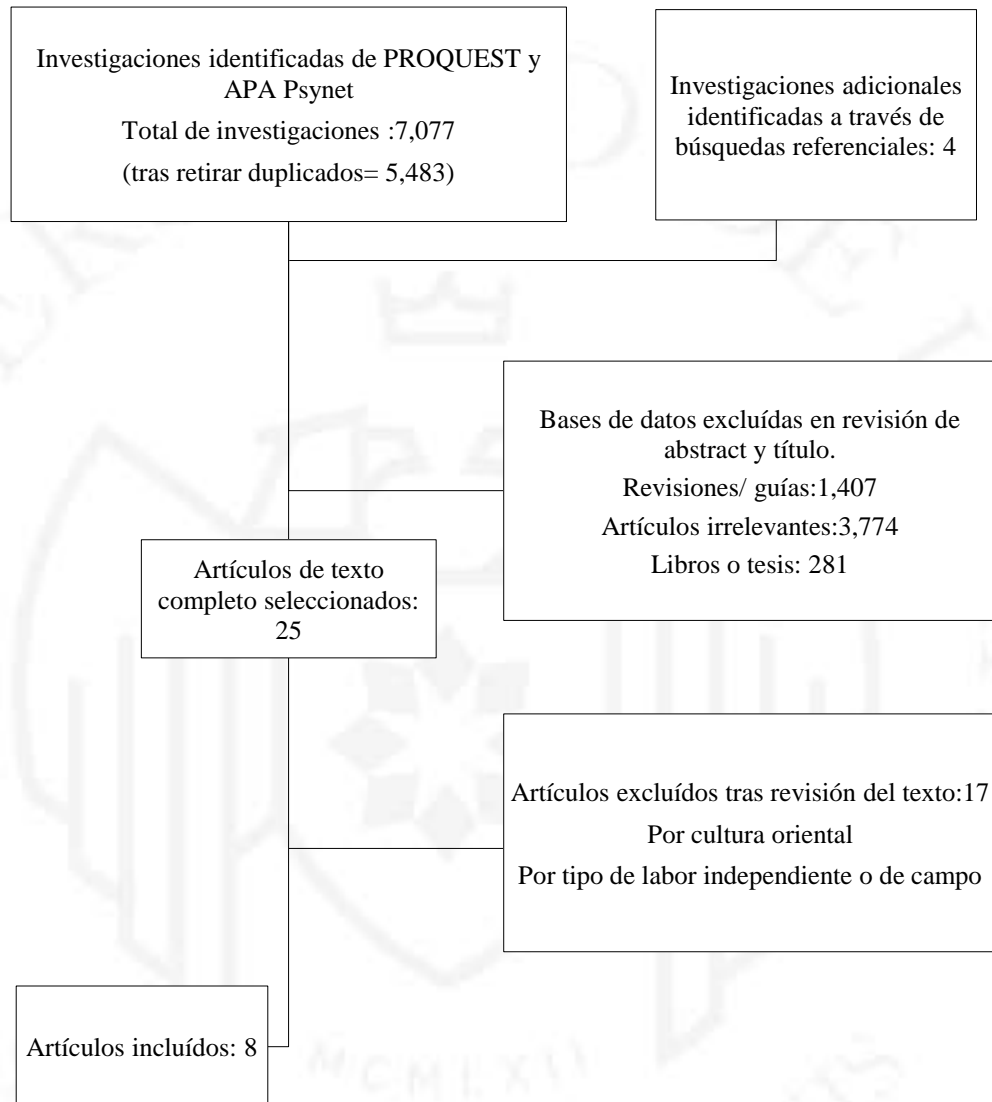 Investigaciones identificadas de PROQUEST y
APA Psynet
Total de investigaciones :7,077
(tras retirar duplicados= 5,483)
Investigaciones adicionales
identificadas a través de
búsquedas referenciales: 4
Bases de datos excluídas en revisión de
abstract y título.
Revisiones/ guías:1,407
Artículos irrelevantes:3,774
Libros o tesis: 281
Artículos de texto
completo seleccionados:
25
Artículos excluídos tras revisión del texto:17
Por cultura oriental
Por tipo de labor independiente o de campo
Artículos incluídos: 8